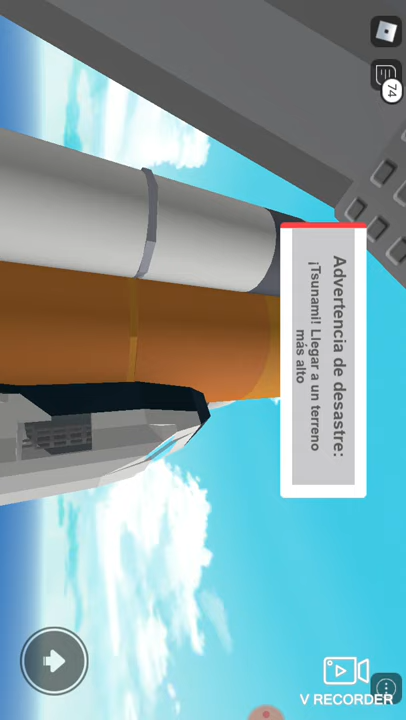 74
Advertencia de desastre:
¡Tsunami! Llegar a un terreno
más alto
V RECORDER